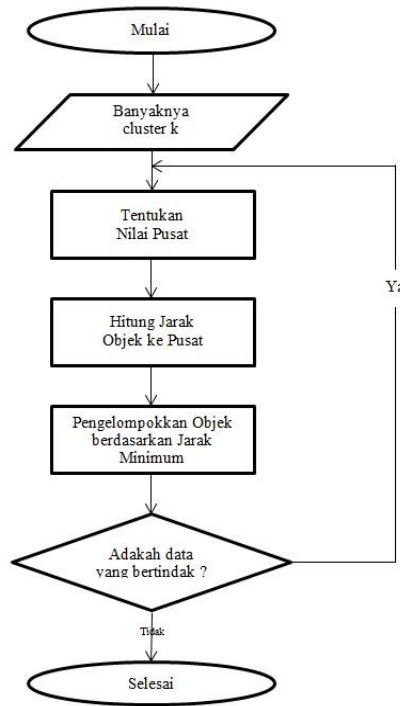 Mulai
Banyaknya
cluster k
Tentukan
Nilai Pusat
Hitung Jarak
Objek ke Pusat
Ya
Pengelompokkan Objek
berdasarkan Jarak
Minimum
Adakah data
yang bertindak ?
Tidak
Selesai